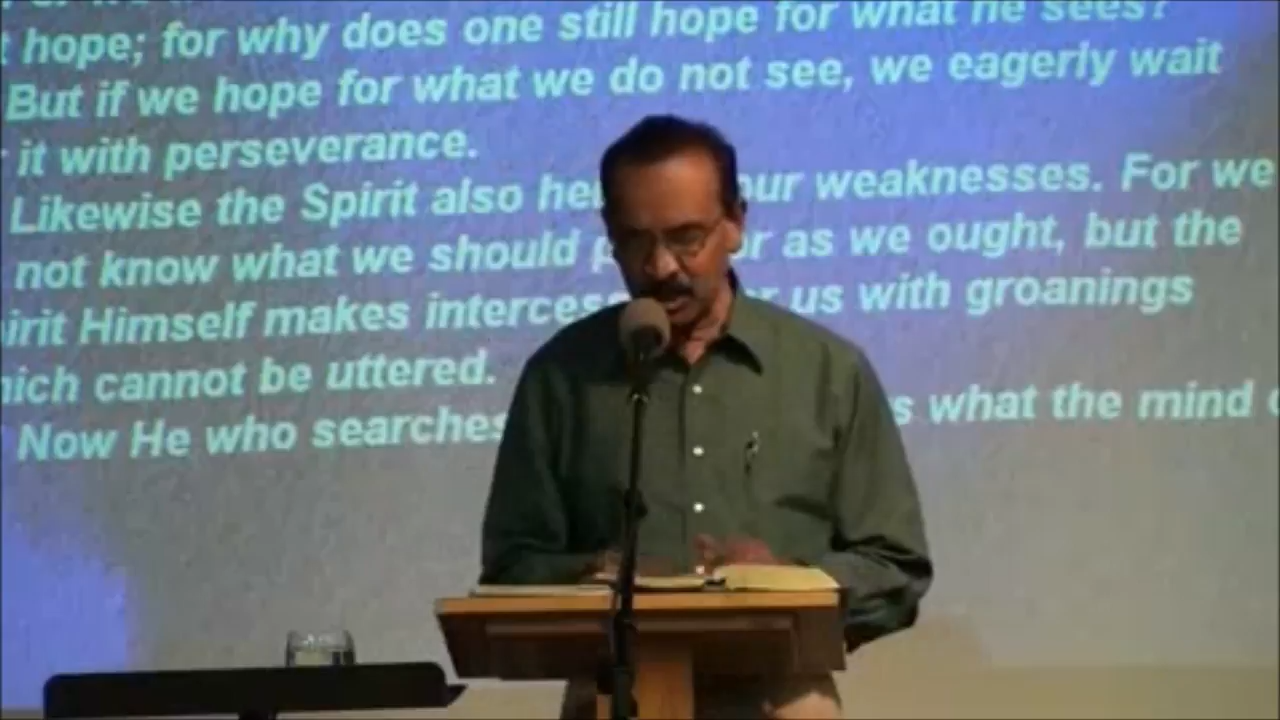 hope; for why does one still hope for what he sees?
But if we hope for what we do not see, we eagerly wait
it with perseverance.
Likewise the Spirit also our weaknesses. For we
not know what we should as we ought, but the
irit Himself makes us with groanings
hich cannot be uttered.
Now He who searches what the mind